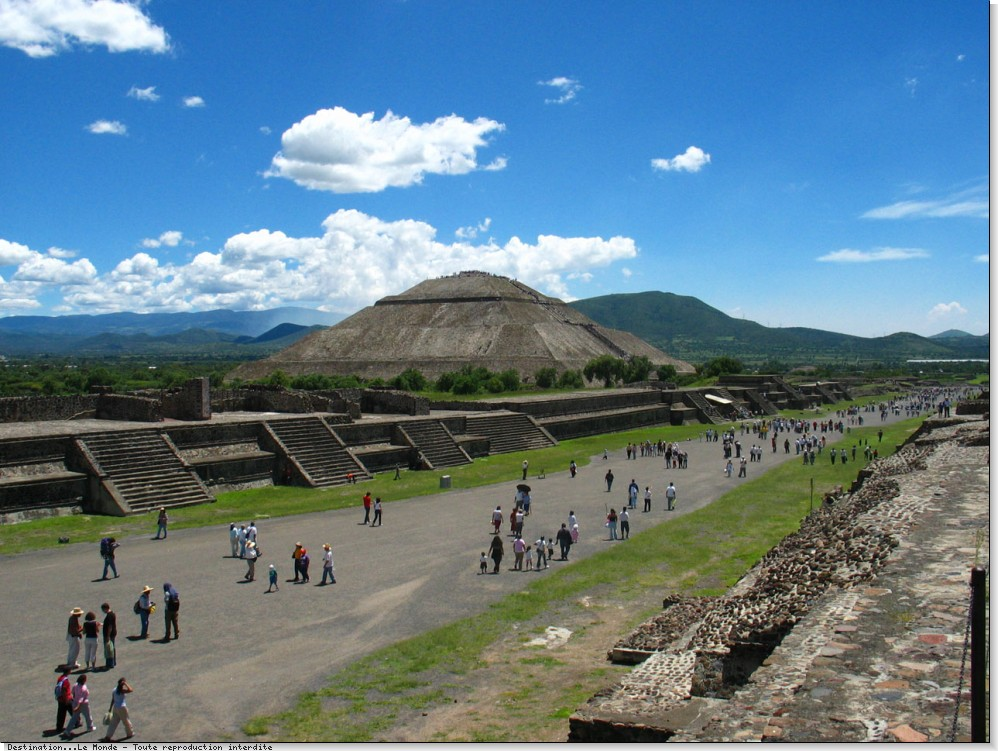 Destination...Le Monde - Toute reproduction interdite